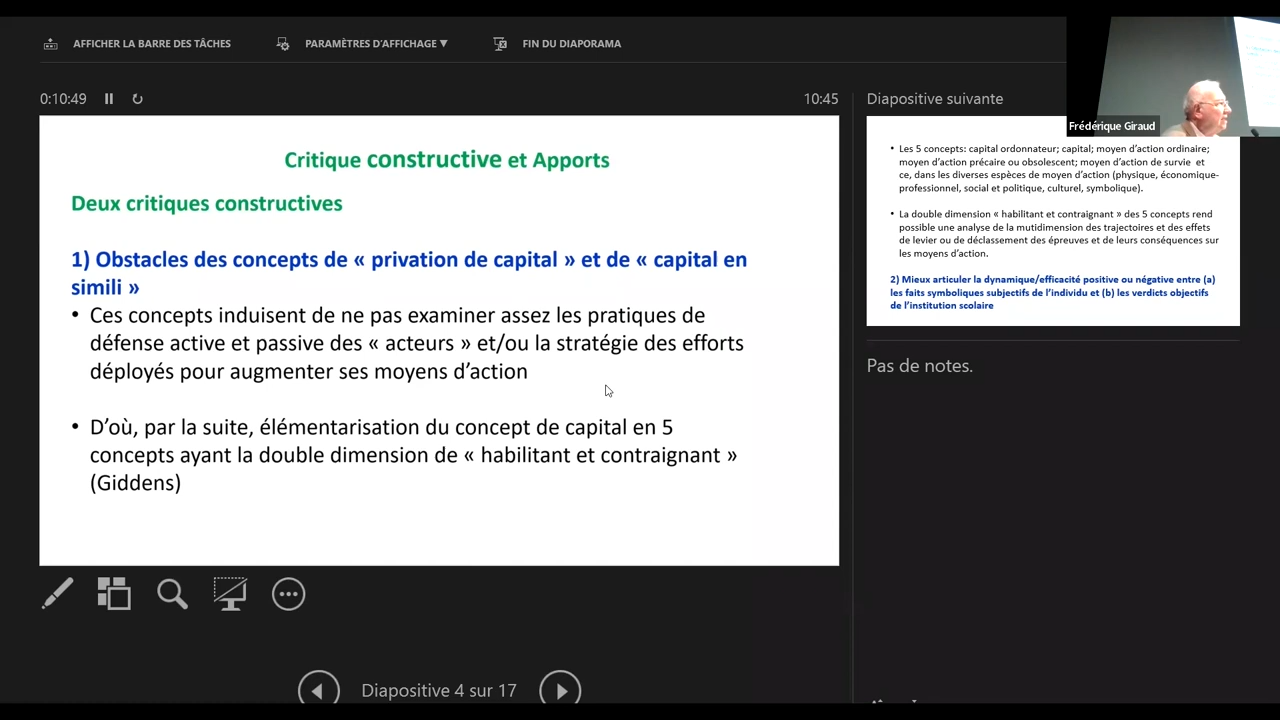 AFFICHER LA BARRE DES TÂCHES
PARAMÈTRES D'AFFICHAGE ▼
FIN DU DIAPORAMA
0:10:49
10:45
Critique constructive et Apports
Deux critiques constructives
1) Obstacles des concepts de « privation de capital » et de « capital en
simili »
• Ces concepts induisent de ne pas examiner assez les pratiques de
défense active et passive des « acteurs » et/ou la stratégie des efforts
déployés pour augmenter ses moyens d'action
• D'où, par la suite, élémentarisation du concept de capital en 5
concepts ayant la double dimension de « habilitant et contraignant »
(Giddens)
Diapositive 4 sur 17
Diapositive suivante
Frédérique Giraud
• Les 5 concepts: capital ordonnateur; capital; moyen d'action ordinaire;
moyen d'action précaire ou obsolescent; moyen d'action de survie et
ce, dans les diverses espèces de moyen d'action (physique, économique-
professionnel, social et politique, culturel, symbolique).
• La double dimension « habilitant et contraignant » des 5 concepts rend
possible une analyse de la mutidimension des trajectoires et des effets
de levier ou de déclassement des épreuves et de leurs conséquences sur
les moyens d'action.
2) Mieux articuler la dynamique/efficacité positive ou négative entre (a)
les faits symboliques subjectifs de l'individu et (b) les verdicts objectifs
de l'institution scolaire
Pas de notes.